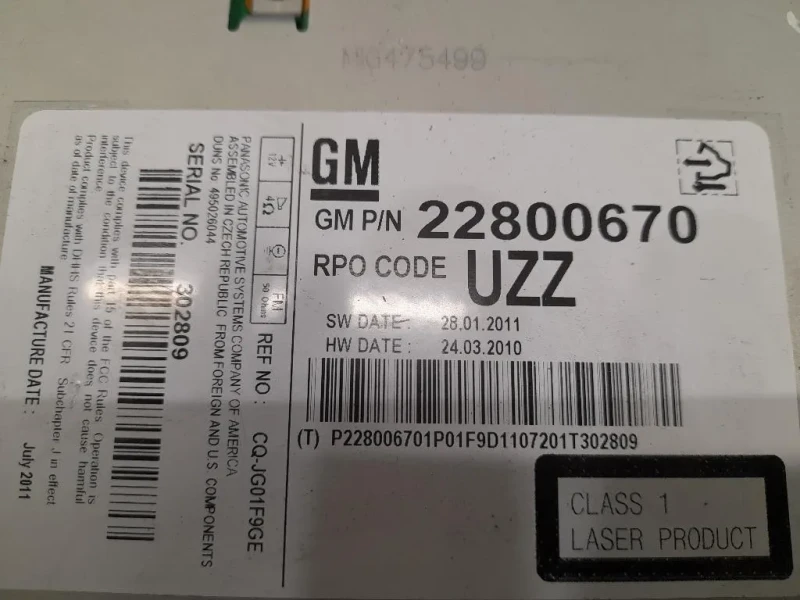 MG475499
GM
GM P/N 22800670
RPO CODE UZZ
SW DATE : 28.01.2011
HW DATE : 24.03.2010
(T) P228006701P01F9D1107201T302809
CLASS 1
LASER PRODUCT
12V
4Ω
FM
50 Ohms
REF NO : CQ-JG01F9GE
PANASONIC AUTOMOTIVE SYSTEMS COMPANY OF AMERICA
ASSEMBLED IN CZECH REPUBLIC FROM FOREIGN AND U.S. COMPONENTS
DUNS No 495026044
SERIAL NO. 302809
This device complies with part 15 of the FCC Rules Operation is
subject to the condition that this device does not cause harmful
interference.
Product complies with DHHS Rules 21 CFR Subchapter J in effect
as of date of manufacture
MANUFACTURE DATE : July 2011